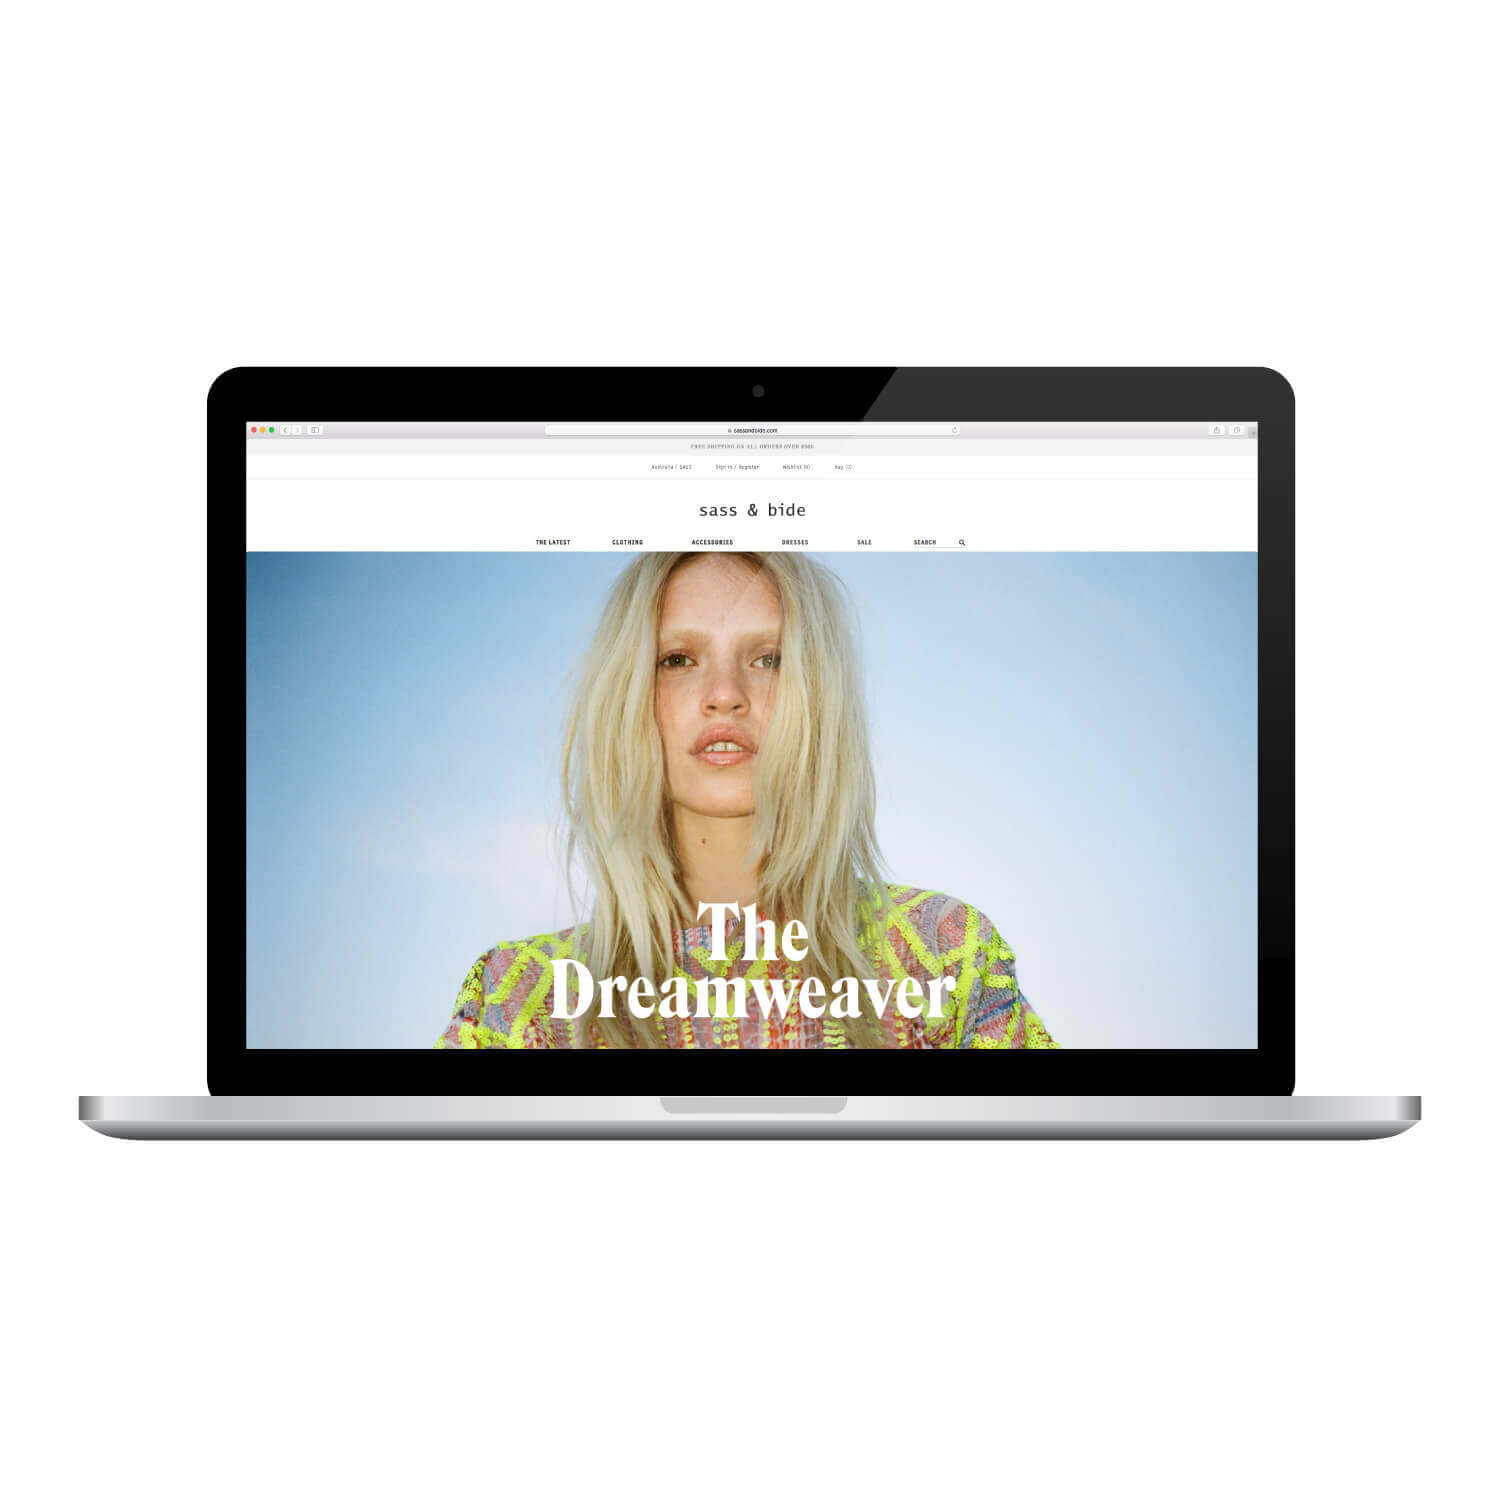 sassandbide.com
FREE SHIPPING ON ALL ORDERS OVER
Australia / $AUD Sign In / Register Wishlist (0) Bag (0)
sass & bide
THE LATEST CLOTHING ACCESSORIES DRESSES SALE SEARCH
The
Dreamweaver